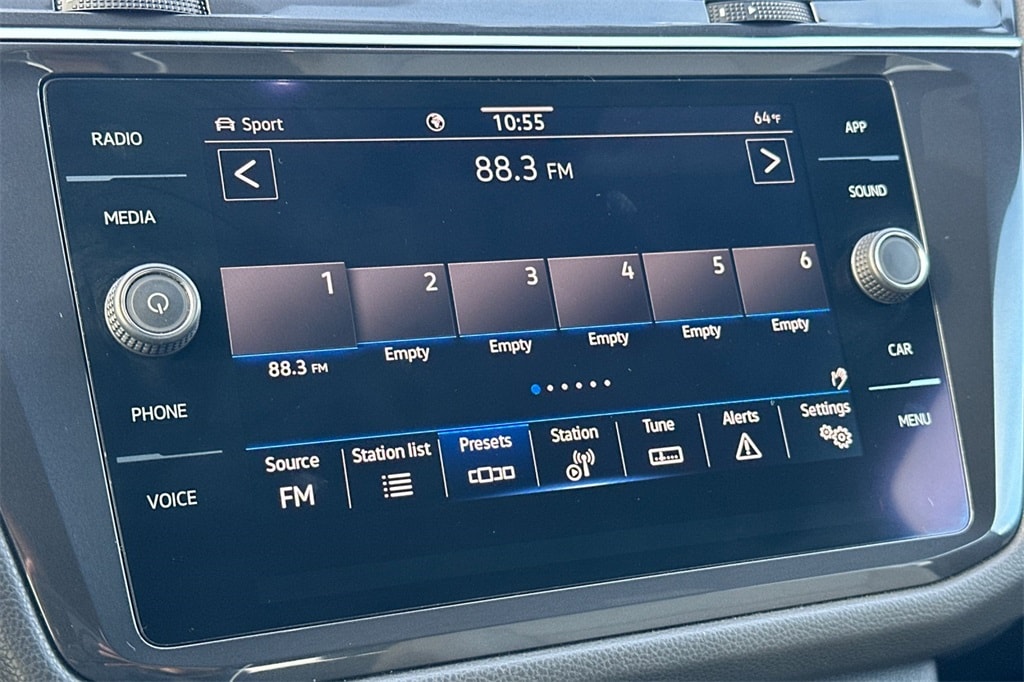 RADIO
MEDIA
PHONE
VOICE
Sport
10:55
64°F
88.3 FM
1
2
3
4
5
6
88.3 FM
Empty
Empty
Empty
Empty
Empty
Source
FM
Station list
Presets
Station
Tune
Alerts
Settings
APP
SOUND
CAR
MENU